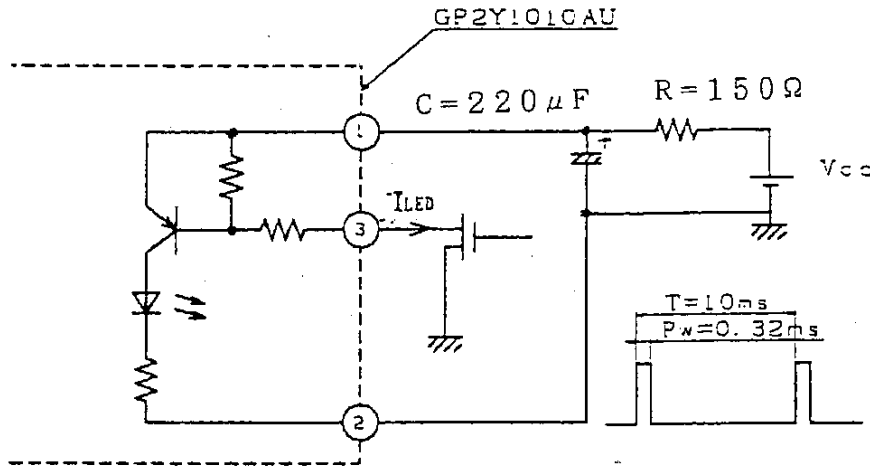 GP2Y1010AU
C=220μF
R=150Ω
1
Vcc
ILED
3
T=10ms
Pw=0.32ms
2